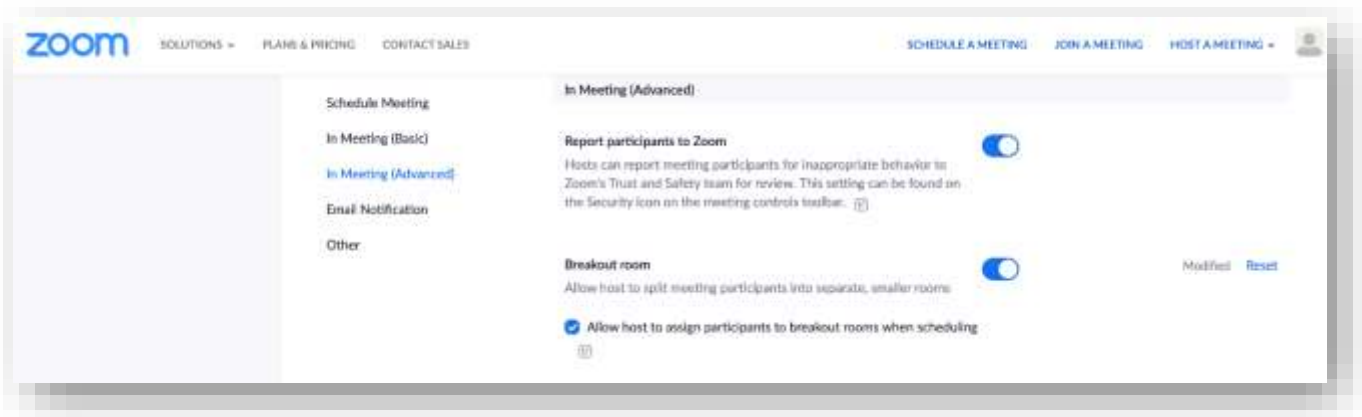 zoom SOLUTIONS PLANS & PRICING CONTACT SALES SCHEDULE A MEETING JOIN A MEETING HOST A MEETING
Schedule Meeting
In Meeting (Basic)
In Meeting (Advanced)
Email Notification
Other
In Meeting (Advanced)
Report participants to Zoom
Hosts can report meeting participants for inappropriate behavior to
Zoom's Trust and Safety team for review. This setting can be found on
the Security icon on the meeting controls toolbar.
Breakout room
Modified Reset
Allow host to split meeting participants into separate, smaller rooms
Allow host to assign participants to breakout rooms when scheduling